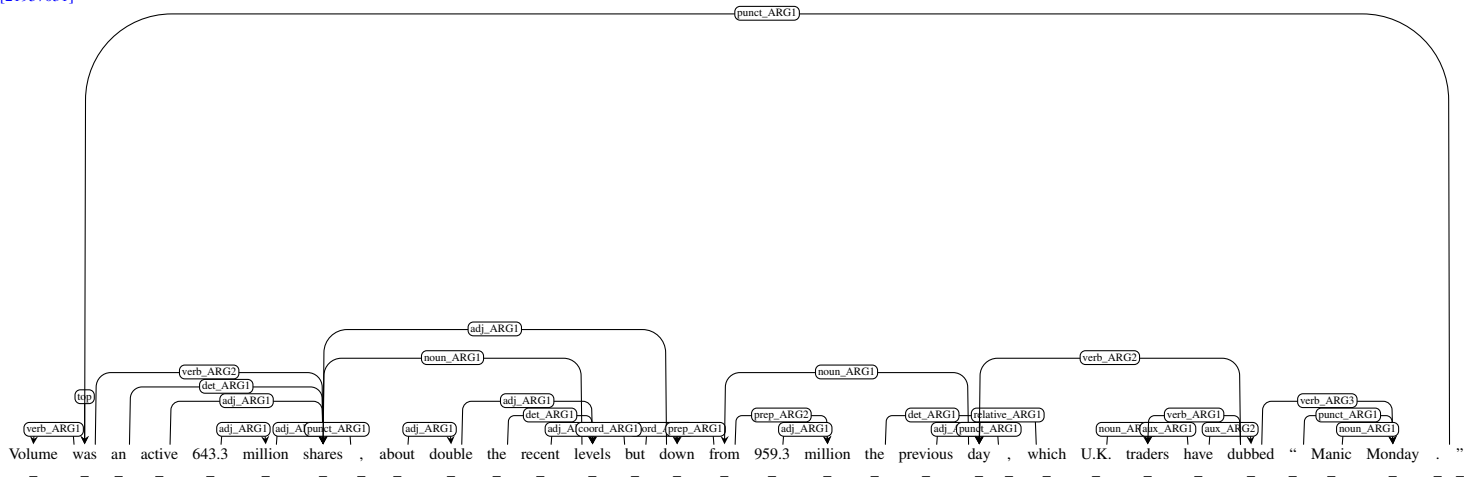 punct_ARG1
adj_ARG1
noun_ARG1 verb_ARG2
verb_ARG2 noun_ARG1
det_ARG1
top adj_ARG1 adj_ARG1 verb_ARG3
det_ARG1 prep_ARG2 det_ARG1 relative_ARG1 verb_ARG1 punct_ARG1
verb_ARG1 adj_ARG1 punct_ARG1 adj_ARG1 coord_ARG1 prep_ARG1 adj_ARG1 punct_ARG1 aux_ARG1 aux_ARG2 noun_ARG1
Volume was an active 643.3 million shares , about double the recent levels but down from 959.3 million the previous day , which U.K. traders have dubbed “ Manic Monday . ”